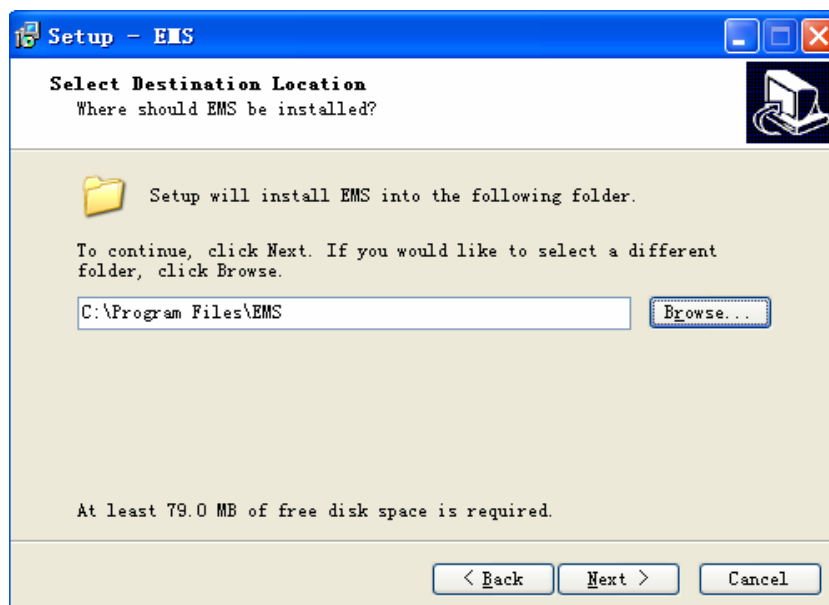 Setup - EMS
Select Destination Location
Where should EMS be installed?
Setup will install EMS into the following folder.
To continue, click Next. If you would like to select a different
folder, click Browse.
C:\Program Files\EMS
Browse...
At least 79.0 MB of free disk space is required.
< Back
Next >
Cancel